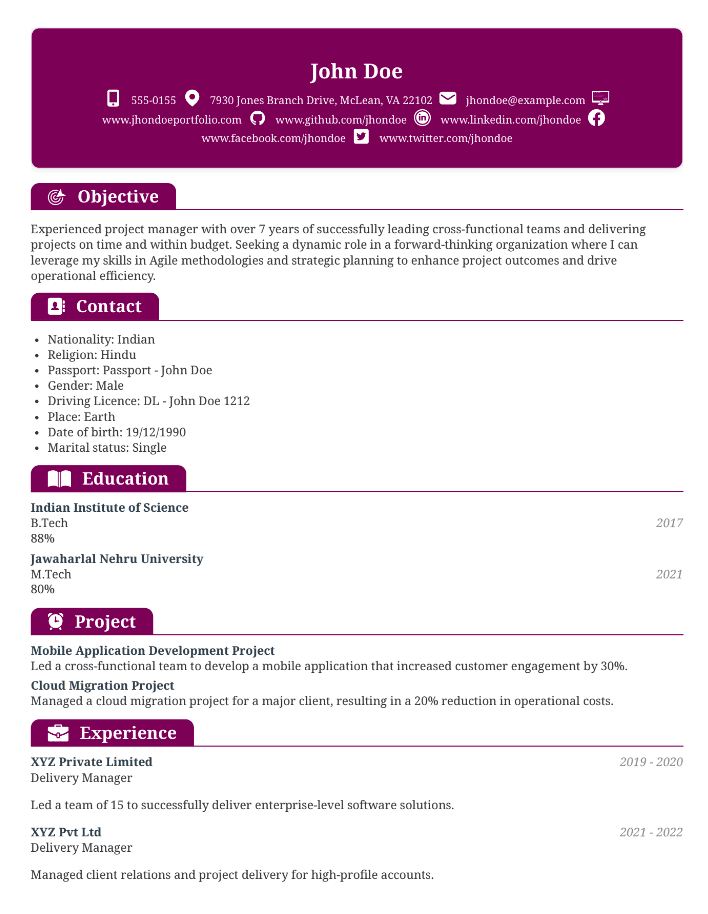 John Doe
555-0155 7930 Jones Branch Drive, McLean, VA 22102 jhondoe@example.com
www.jhondoeportfolio.com www.github.com/jhondoe www.linkedin.com/jhondoe
www.facebook.com/jhondoe www.twitter.com/jhondoe
Objective
Experienced project manager with over 7 years of successfully leading cross-functional teams and delivering
projects on time and within budget. Seeking a dynamic role in a forward-thinking organization where I can
leverage my skills in Agile methodologies and strategic planning to enhance project outcomes and drive
operational efficiency.
Contact
• Nationality: Indian
• Religion: Hindu
• Passport: Passport - John Doe
• Gender: Male
• Driving Licence: DL - John Doe 1212
• Place: Earth
• Date of birth: 19/12/1990
• Marital status: Single
Education
Indian Institute of Science
B.Tech 2017
88%
Jawaharlal Nehru University
M.Tech 2021
80%
Project
Mobile Application Development Project
Led a cross-functional team to develop a mobile application that increased customer engagement by 30%.
Cloud Migration Project
Managed a cloud migration project for a major client, resulting in a 20% reduction in operational costs.
Experience
XYZ Private Limited 2019 - 2020
Delivery Manager
Led a team of 15 to successfully deliver enterprise-level software solutions.
XYZ Pvt Ltd 2021 - 2022
Delivery Manager
Managed client relations and project delivery for high-profile accounts.